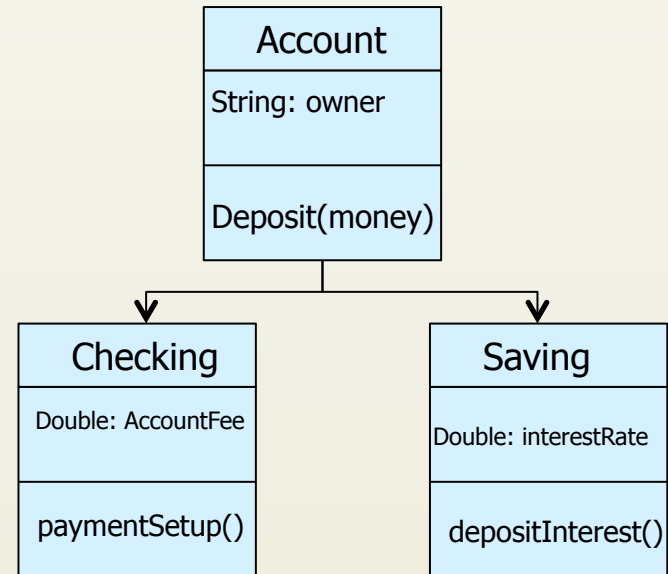 Account
String: owner
Deposit(money)
Checking
Double: AccountFee
paymentSetup()
Saving
Double: interestRate
depositInterest()